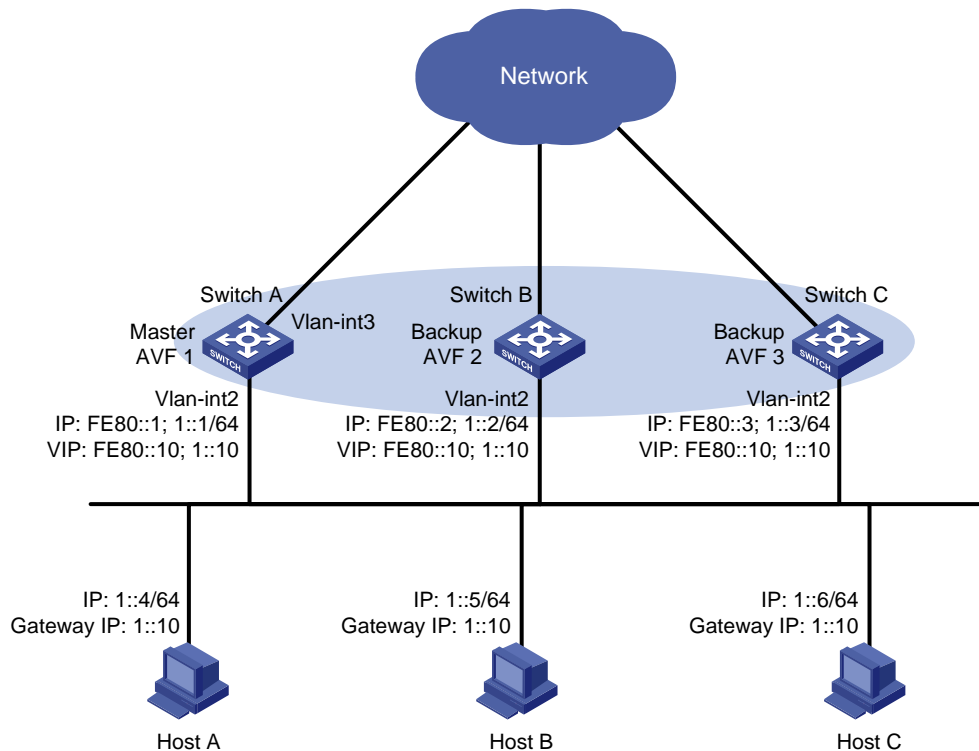 Network
Switch A
Switch B
Switch C
Vlan-int3
Master
AVF 1
Backup
AVF 2
Backup
AVF 3
SWITCH
SWITCH
SWITCH
Vlan-int2
IP: FE80::1; 1::1/64
VIP: FE80::10; 1::10
Vlan-int2
IP: FE80::2; 1::2/64
VIP: FE80::10; 1::10
Vlan-int2
IP: FE80::3; 1::3/64
VIP: FE80::10; 1::10
IP: 1::4/64
Gateway IP: 1::10
IP: 1::5/64
Gateway IP: 1::10
IP: 1::6/64
Gateway IP: 1::10
Host A
Host B
Host C